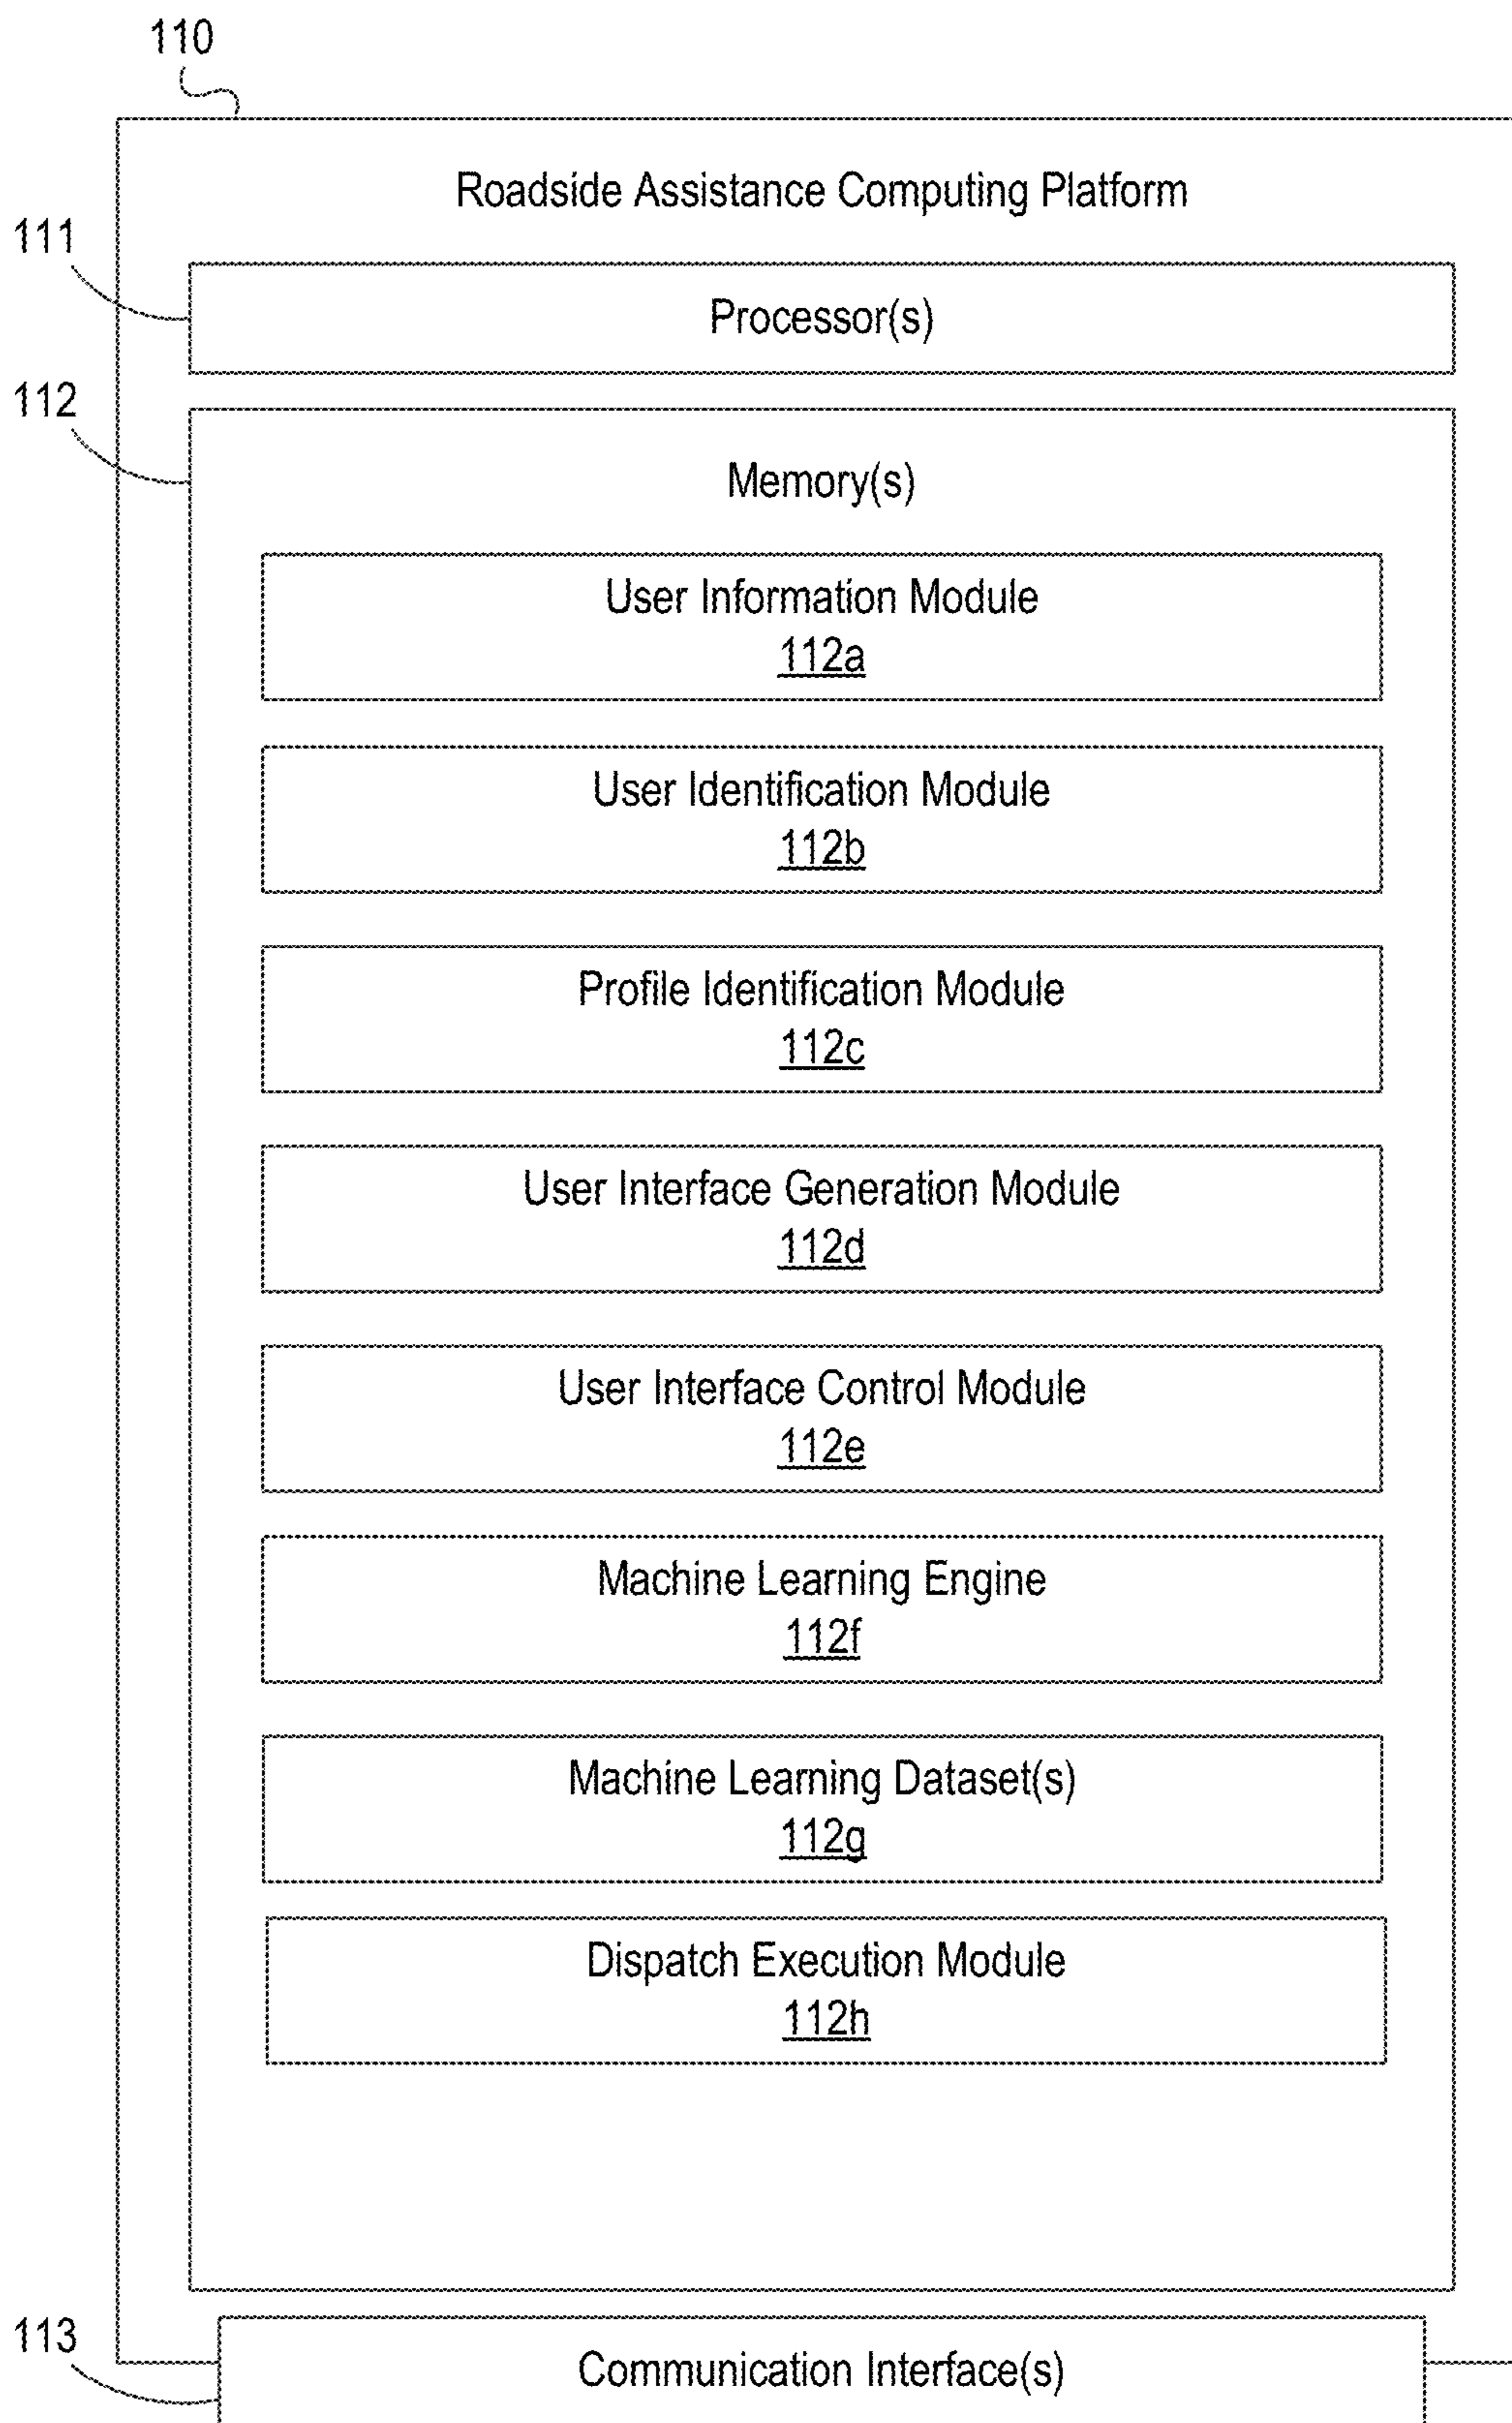 110
Roadside Assistance Computing Platform
111
Processor(s)
112
Memory(s)
User Information Module
112a
User Identification Module
112b
Profile Identification Module
112c
User Interface Generation Module
112d
User Interface Control Module
112e
Machine Learning Engine
112f
Machine Learning Dataset(s)
112g
Dispatch Execution Module
112h
113
Communication Interface(s)